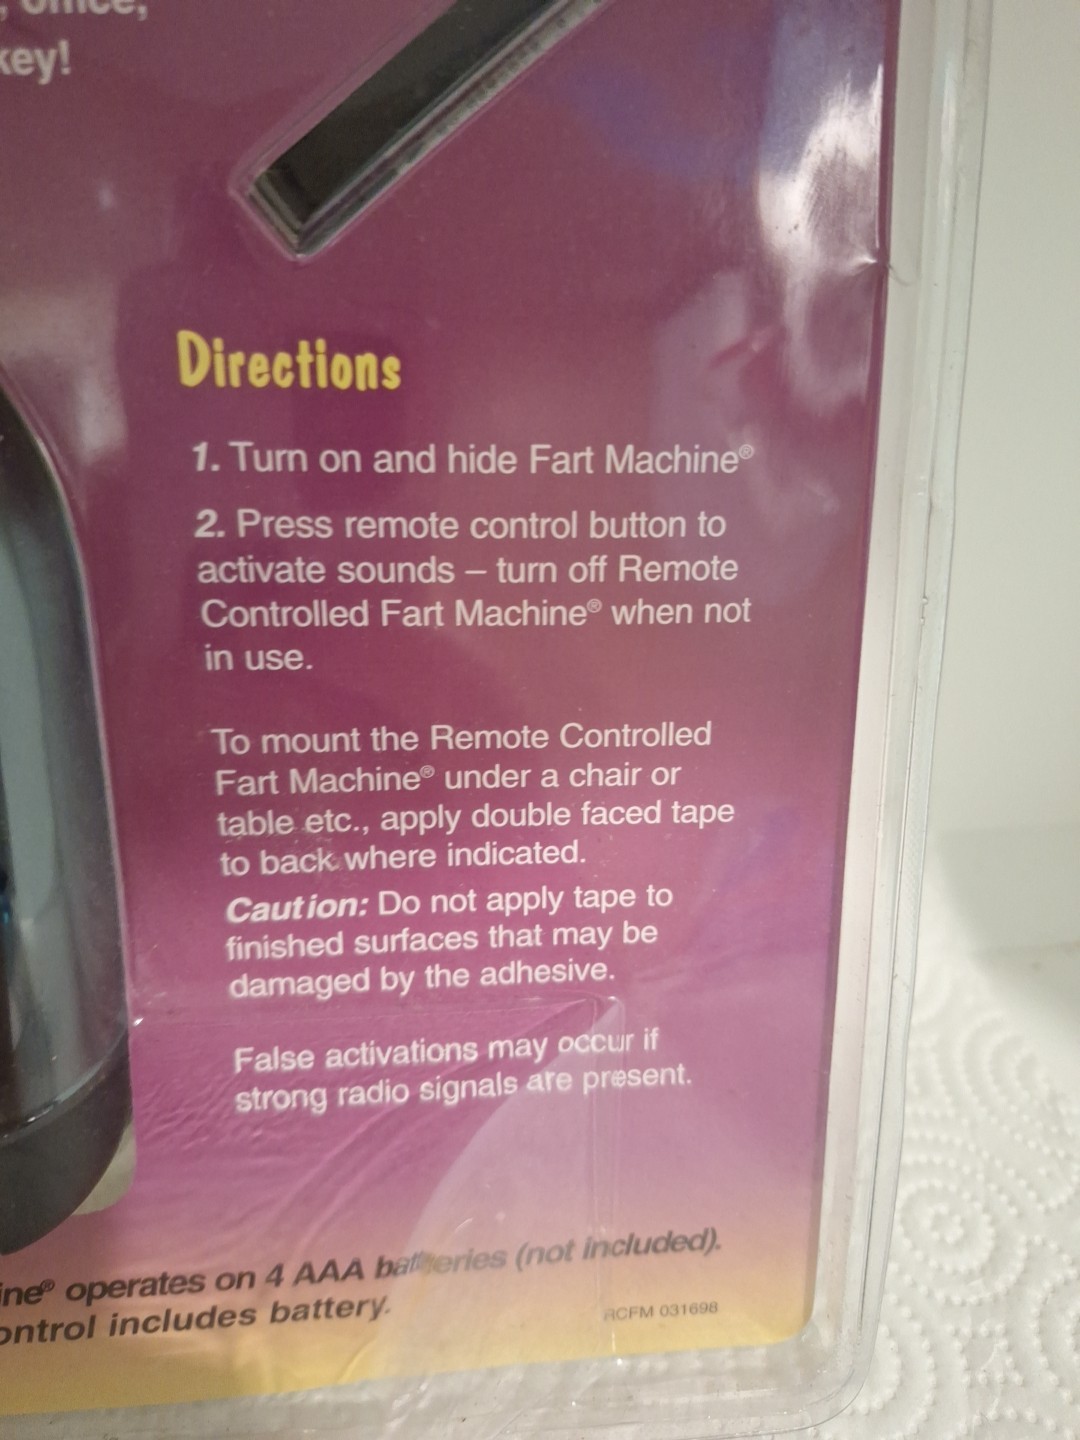 office,
key!
Directions
1. Turn on and hide Fart Machine®
2. Press remote control button to
activate sounds – turn off Remote
Controlled Fart Machine® when not
in use.
To mount the Remote Controlled
Fart Machine® under a chair or
table etc., apply double faced tape
to back where indicated.
Caution: Do not apply tape to
finished surfaces that may be
damaged by the adhesive.
False activations may occur if
strong radio signals are present.
ine® operates on 4 AAA batteries (not included).
ontrol includes battery.
RCFM 031698